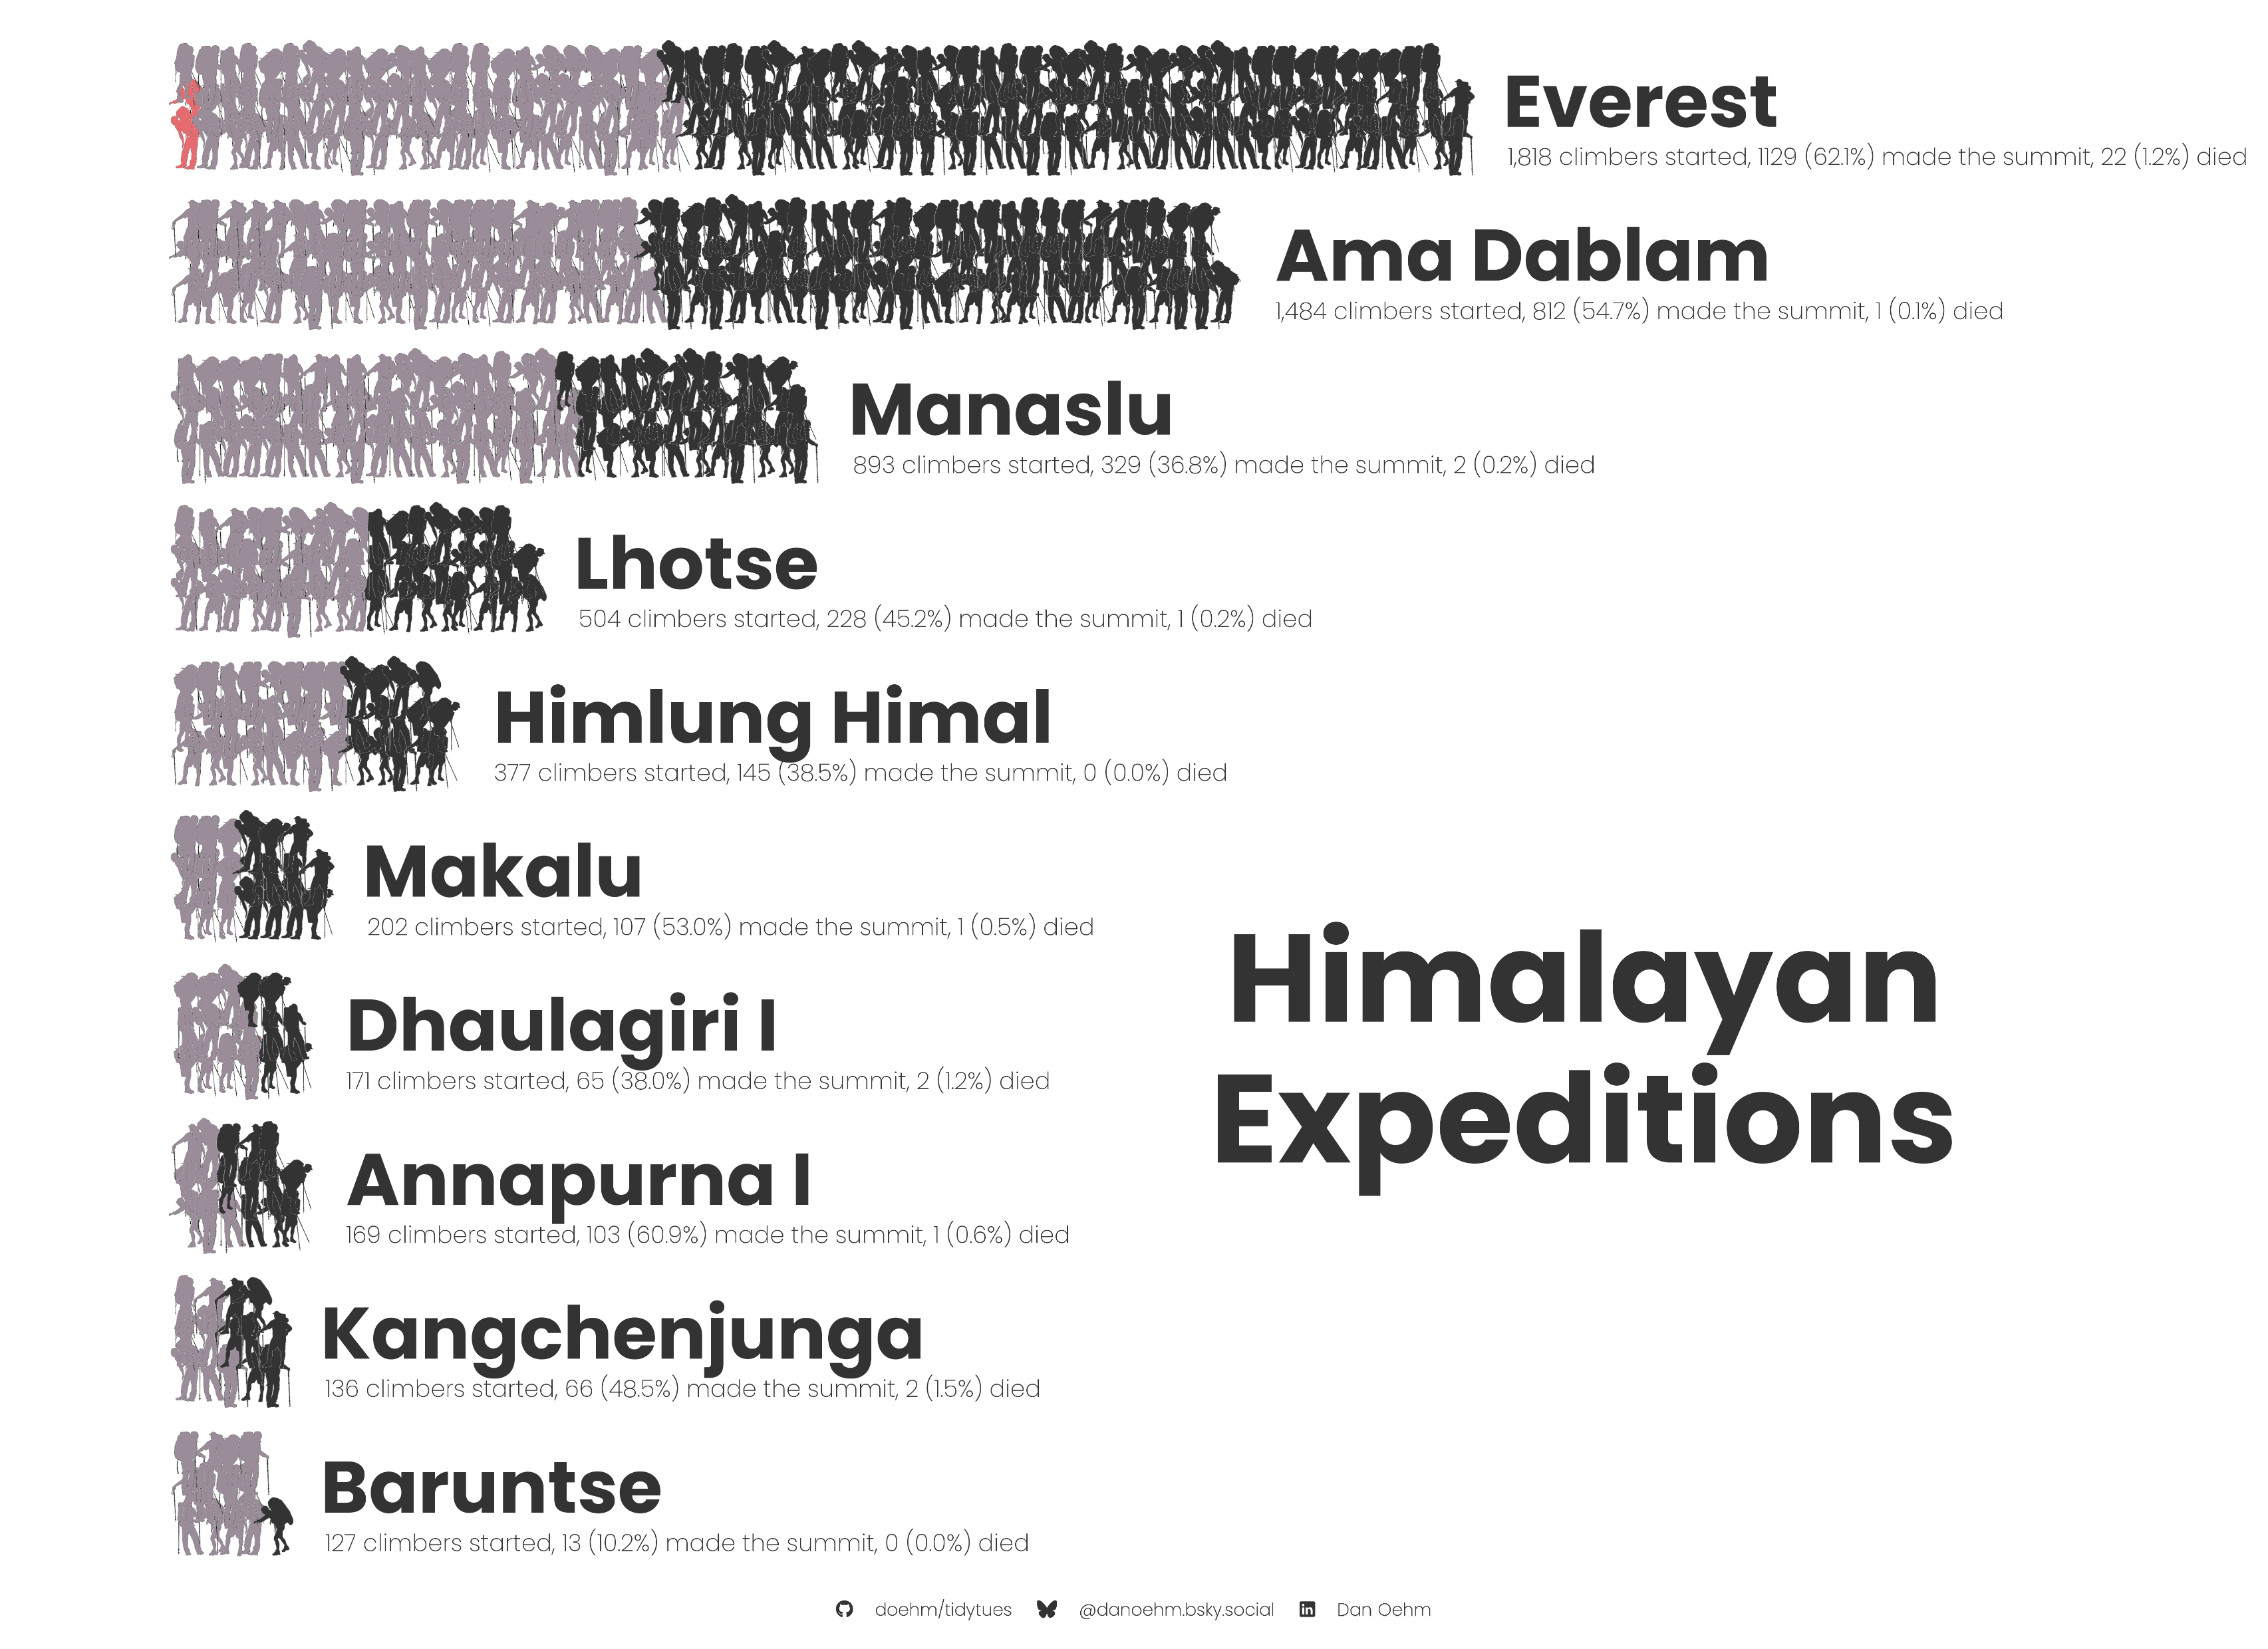 Everest
1,818 climbers started, 1129 (62.1%) made the summit, 22 (1.2%) died
Ama Dablam
1,484 climbers started, 812 (54.7%) made the summit, 1 (0.1%) died
Manaslu
893 climbers started, 329 (36.8%) made the summit, 2 (0.2%) died
Lhotse
504 climbers started, 228 (45.2%) made the summit, 1 (0.2%) died
Himlung Himal
377 climbers started, 145 (38.5%) made the summit, 0 (0.0%) died
Makalu
202 climbers started, 107 (53.0%) made the summit, 1 (0.5%) died
Dhaulagiri I
171 climbers started, 65 (38.0%) made the summit, 2 (1.2%) died
Annapurna I
169 climbers started, 103 (60.9%) made the summit, 1 (0.6%) died
Kangchenjunga
136 climbers started, 66 (48.5%) made the summit, 2 (1.5%) died
Baruntse
127 climbers started, 13 (10.2%) made the summit, 0 (0.0%) died
Himalayan
Expeditions
doehm/tidytues @danoehm.bsky.social Dan Oehm